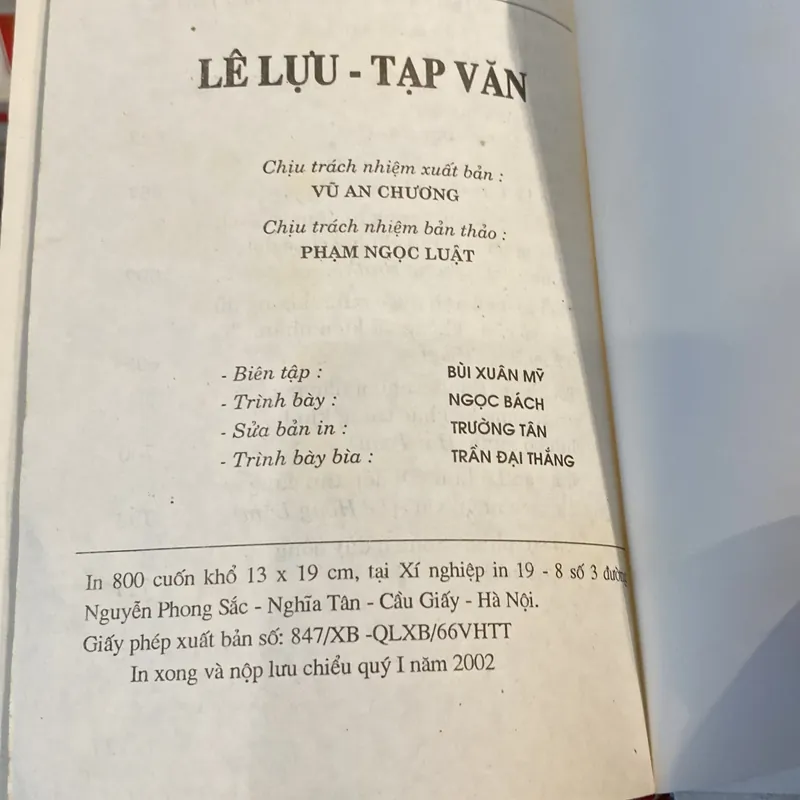 LÊ LỰU - TẠP VĂN
Chịu trách nhiệm xuất bản :
VŨ AN CHƯƠNG
Chịu trách nhiệm bản thảo :
PHẠM NGỌC LUẬT
- Biên tập : BÙI XUÂN MỸ
- Trình bày : NGỌC BÁCH
- Sửa bản in : TRƯỜNG TÂN
- Trình bày bìa : TRẦN ĐẠI THẮNG
In 800 cuốn khổ 13 x 19 cm, tại Xí nghiệp in 19 - 8 số 3 đường
Nguyễn Phong Sắc - Nghĩa Tân - Cầu Giấy - Hà Nội.
Giấy phép xuất bản số: 847/XB -QLXB/66VHTT
In xong và nộp lưu chiểu quý I năm 2002